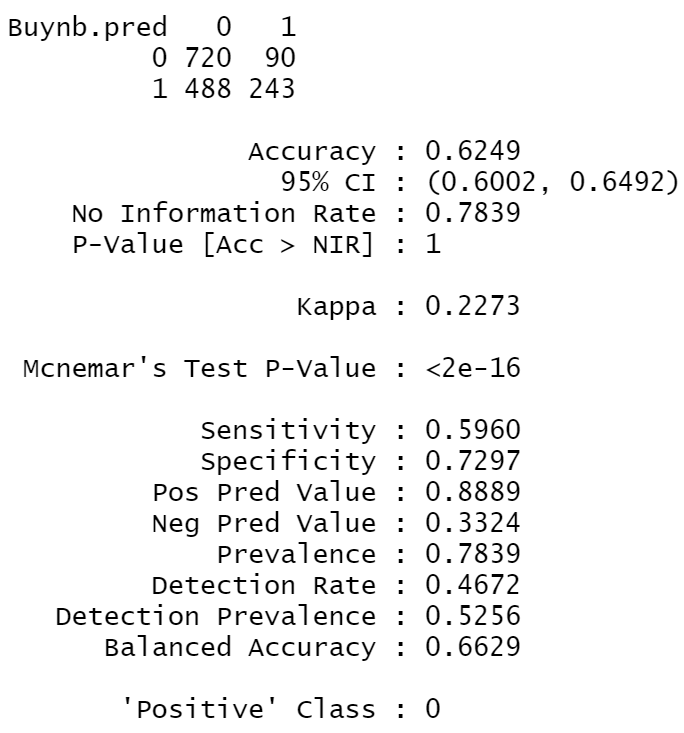 Buynb.pred   0   1
         0 720  90
         1 488 243
Accuracy : 0.6249
95% CI : (0.6002, 0.6492)
No Information Rate : 0.7839
P-Value [Acc > NIR] : 1
Kappa : 0.2273
Mcnemar's Test P-Value : <2e-16
Sensitivity : 0.5960
Specificity : 0.7297
Pos Pred Value : 0.8889
Neg Pred Value : 0.3324
Prevalence : 0.7839
Detection Rate : 0.4672
Detection Prevalence : 0.5256
Balanced Accuracy : 0.6629
'Positive' Class : 0